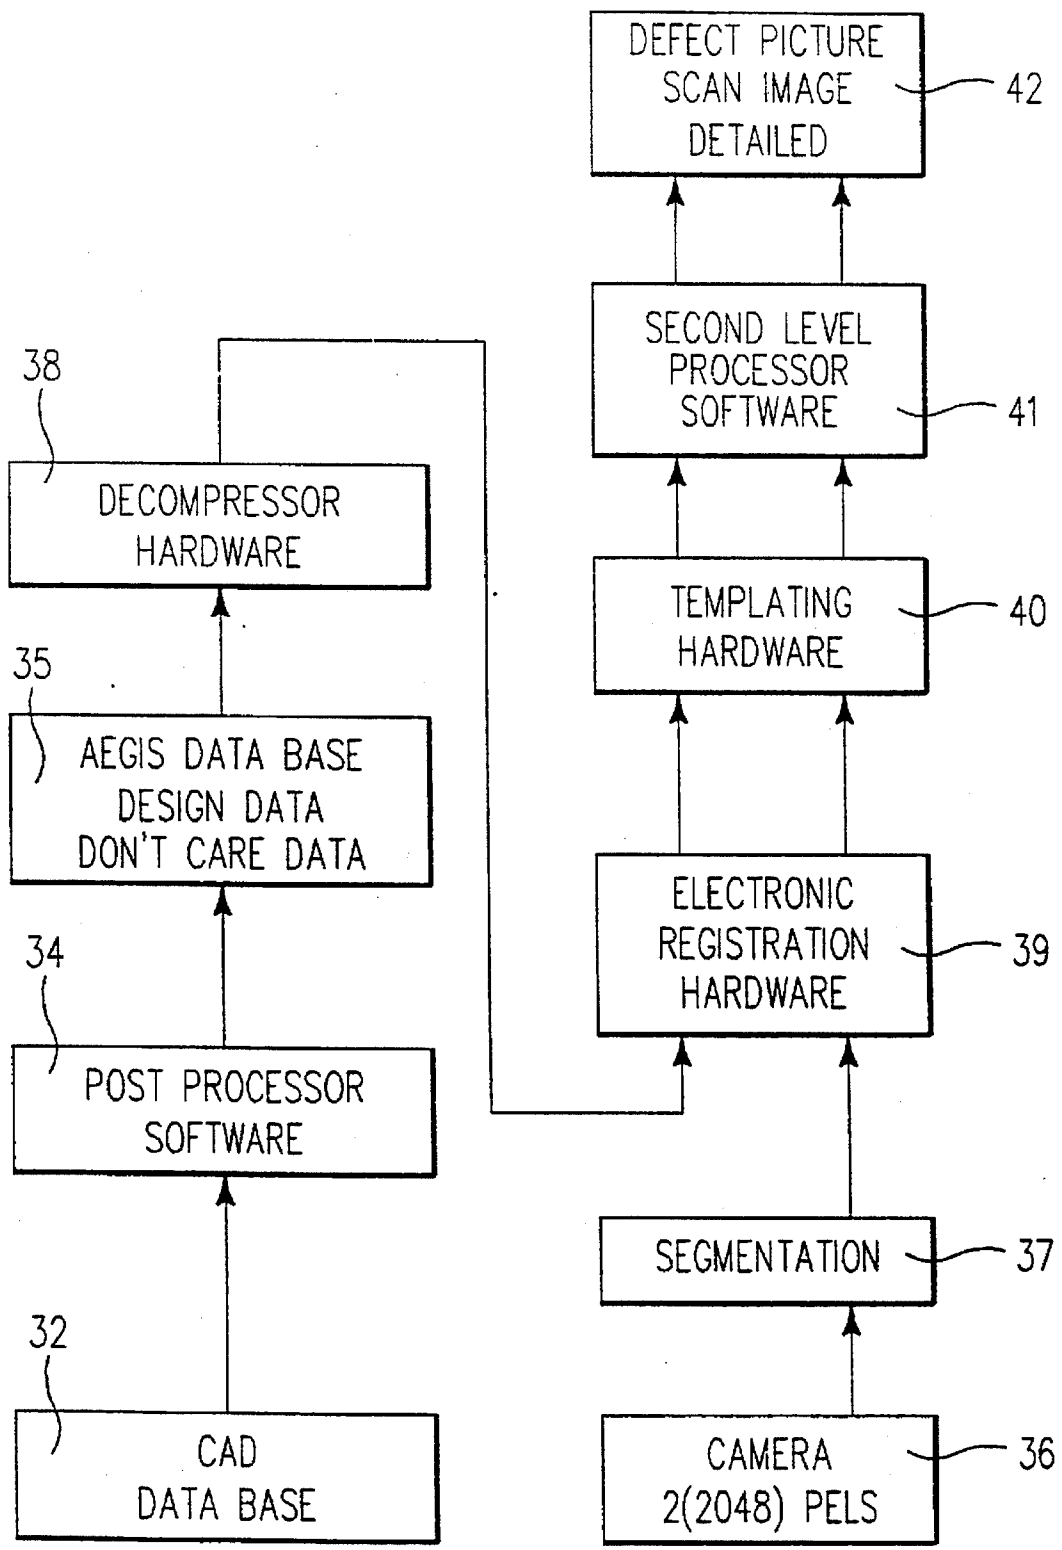 DEFECT PICTURE
SCAN IMAGE
DETAILED
42
SECOND LEVEL
PROCESSOR
SOFTWARE
41
38
DECOMPRESSOR
HARDWARE
TEMPLATING
HARDWARE
40
35
AEGIS DATA BASE
DESIGN DATA
DON'T CARE DATA
ELECTRONIC
REGISTRATION
HARDWARE
39
34
POST PROCESSOR
SOFTWARE
SEGMENTATION
37
32
CAD
DATA BASE
CAMERA
2(2048) PELS
36